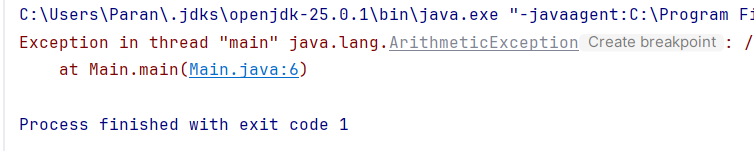 C:\Users\Paran\.jdks\openjdk-25.0.1\bin\java.exe "-javaagent:C:\Program Fi
Exception in thread "main" java.lang.ArithmeticException Create breakpoint : /
    at Main.main(Main.java:6)
Process finished with exit code 1